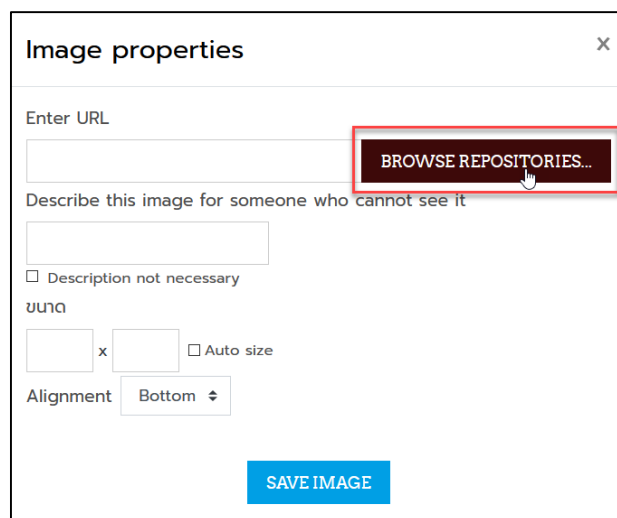 Image properties x
Enter URL
BROWSE REPOSITORIES...
Describe this image for someone who cannot see it
Description not necessary
ขนาด
x Auto size
Alignment Bottom
SAVE IMAGE